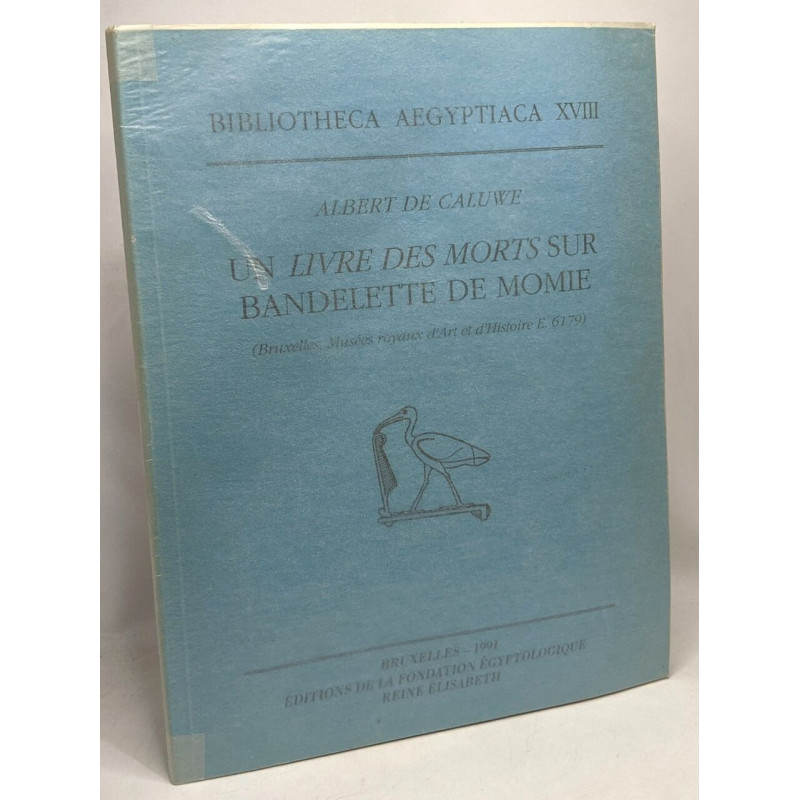 BIBLIOTHECA AEGYPTIACA XVIII
ALBERT DE CALUWE
UN LIVRE DES MORTS SUR
BANDELETTE DE MOMIE
(Bruxelles, Musées royaux d'Art et d'Histoire E. 6179)
BRUXELLES – 1991
ÉDITIONS DE LA FONDATION ÉGYPTOLOGIQUE
REINE ÉLISABETH